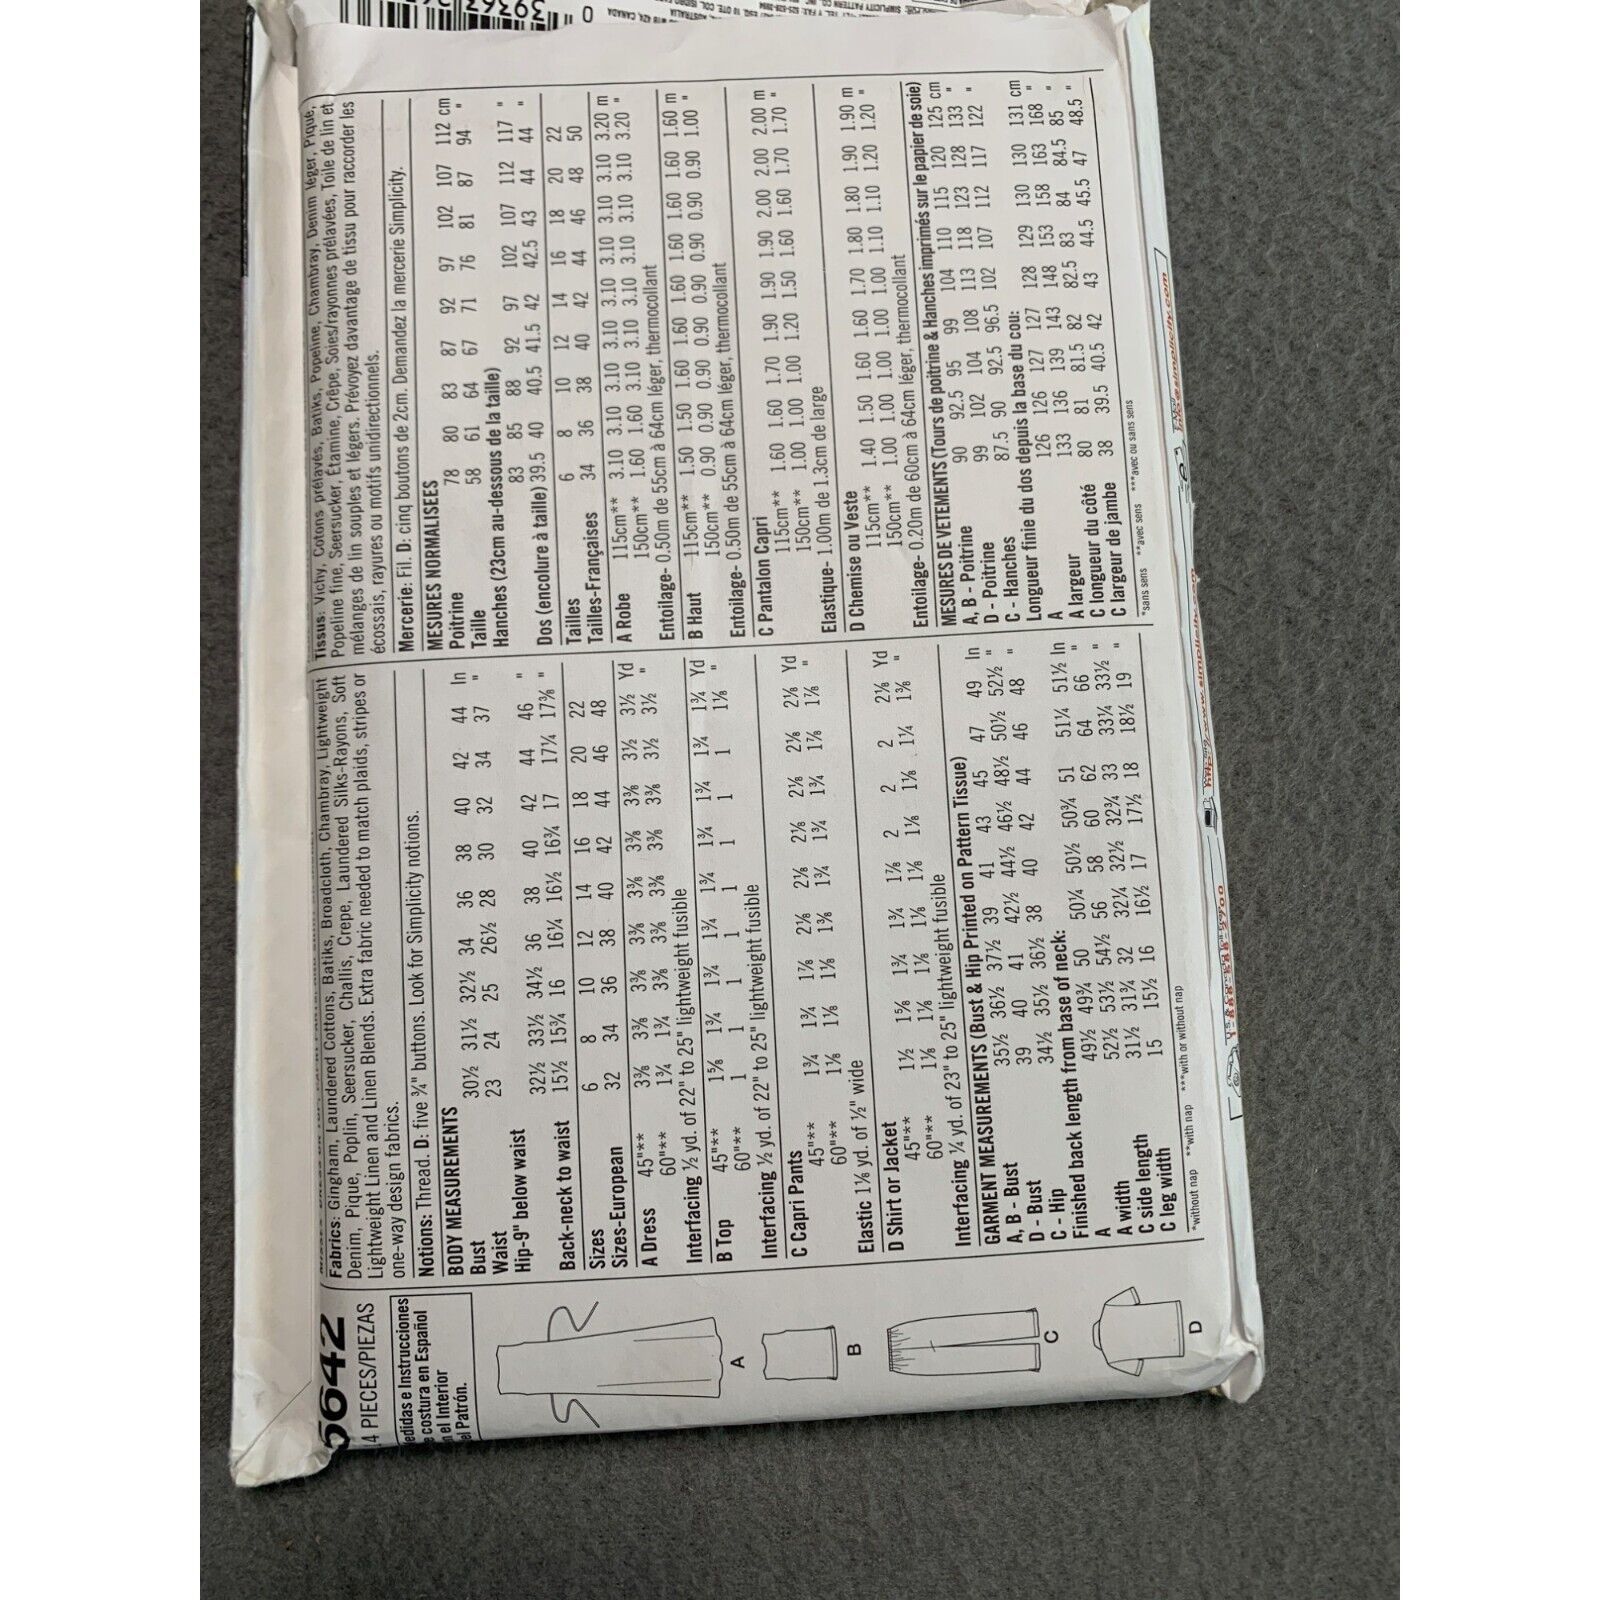 5642
4 PIECES/PIEZAS
edidas e Instrucciones
e costura en Español
n el Interior
el Patrón.
A
B
C
D
Fabrics: Gingham, Laundered Cottons, Batiks, Broadcloth, Chambray, Lightweight
Denim, Pique, Poplin, Seersucker, Challis, Crepe, Laundered Silks-Rayons, Soft
Lightweight Linen and Linen Blends. Extra fabric needed to match plaids, stripes or
one-way design fabrics.
Notions: Thread. D: five ¾" buttons. Look for Simplicity notions.
BODY MEASUREMENTS
Bust 30½ 31½ 32½ 34 36 38 40 42 44 In
Waist 23 24 25 26½ 28 30 32 34 37 "
Hip-9" below waist
32½ 33½ 34½ 36 38 40 42 44 46 "
Back-neck to waist 15½ 15¾ 16 16¼ 16½ 16¾ 17 17¼ 17⅜ "
Sizes 6 8 10 12 14 16 18 20 22
Sizes-European 32 34 36 38 40 42 44 46 48
A Dress 45"** 3⅜ 3⅜ 3⅜ 3⅜ 3⅜ 3⅜ 3⅜ 3½ 3½ Yd
60"** 1¾ 1¾ 3⅜ 3⅜ 3⅜ 3⅜ 3⅜ 3½ 3½ "
Interfacing ½ yd. of 22" to 25" lightweight fusible
B Top 45"** 1⅝ 1¾ 1¾ 1¾ 1¾ 1¾ 1¾ 1¾ 1¾ Yd
60"** 1 1 1 1 1 1 1 1 1⅛ "
Interfacing ½ yd. of 22" to 25" lightweight fusible
C Capri Pants
45"** 1¾ 1¾ 1⅞ 2⅛ 2⅛ 2⅛ 2⅛ 2⅛ 2⅛ Yd
60"** 1⅛ 1⅛ 1⅛ 1⅜ 1¾ 1¾ 1¾ 1⅞ 1⅞ "
Elastic 1⅛ yd. of ½" wide
D Shirt or Jacket
45"** 1½ 1⅝ 1¾ 1¾ 1⅞ 2 2 2 2⅛ Yd
60"** 1⅛ 1⅛ 1⅛ 1⅛ 1⅛ 1⅛ 1⅛ 1¼ 1⅜ "
Interfacing ¼ yd. of 23" to 25" lightweight fusible
GARMENT MEASUREMENTS (Bust & Hip Printed on Pattern Tissue)
A, B - Bust 35½ 36½ 37½ 39 41 43 45 47 49 In
D - Bust 39 40 41 42½ 44½ 46½ 48½ 50½ 52½ "
C - Hip 34½ 35½ 36½ 38 40 42 44 46 48 "
Finished back length from base of neck:
A 49½ 49¾ 50 50¼ 50½ 50¾ 51 51¼ 51½ In
A width 52½ 53½ 54½ 56 58 60 62 64 66 "
C side length 31½ 31¾ 32 32¼ 32½ 32¾ 33 33¼ 33½ "
C leg width 15 15½ 16 16½ 17 17½ 18 18½ 19 "
*without nap **with nap ***with or without nap
Tissus: Vichy, Cotons prélavés, Batiks, Popeline, Chambray, Denim léger, Piqué,
Popeline fine, Seersucker, Étamine, Crêpe, Soies/rayonnes prélavées, Toile de lin et
mélanges de lin souples et légers. Prévoyez davantage de tissu pour raccorder les
écossais, rayures ou motifs unidirectionnels.
Mercerie: Fil. D: cinq boutons de 2cm. Demandez la mercerie Simplicity.
MESURES NORMALISEES
Poitrine 78 80 83 87 92 97 102 107 112 cm
Taille 58 61 64 67 71 76 81 87 94 "
Hanches (23cm au-dessous de la taille)
83 85 88 92 97 102 107 112 117 "
Dos (encolure à taille) 39.5 40 40.5 41.5 42 42.5 43 44 44 "
Tailles 6 8 10 12 14 16 18 20 22
Tailles-Françaises 34 36 38 40 42 44 46 48 50
A Robe 115cm** 3.10 3.10 3.10 3.10 3.10 3.10 3.10 3.10 3.20 m
150cm** 1.60 1.60 3.10 3.10 3.10 3.10 3.10 3.10 3.20 "
Entoilage- 0.50m de 55cm à 64cm léger, thermocollant
B Haut 115cm** 1.50 1.50 1.60 1.60 1.60 1.60 1.60 1.60 1.60 m
150cm** 0.90 0.90 0.90 0.90 0.90 0.90 0.90 0.90 1.00 "
Entoilage- 0.50m de 55cm à 64cm léger, thermocollant
C Pantalon Capri
115cm** 1.60 1.60 1.70 1.90 1.90 1.90 2.00 2.00 2.00 m
150cm** 1.00 1.00 1.00 1.20 1.50 1.60 1.60 1.70 1.70 "
Elastique- 1.00m de 1.3cm de large
D Chemise ou Veste
115cm** 1.40 1.50 1.60 1.60 1.70 1.80 1.80 1.90 1.90 m
150cm** 1.00 1.00 1.00 1.00 1.00 1.10 1.10 1.20 1.20 "
Entoilage- 0.20m de 60cm à 64cm léger, thermocollant
MESURES DE VETEMENTS (Tours de poitrine & Hanches imprimés sur le papier de soie)
A, B - Poitrine 90 92.5 95 99 104 110 115 120 125 cm
D - Poitrine 99 102 104 108 113 118 123 128 133 "
C - Hanches 87.5 90 92.5 96.5 102 107 112 117 122 "
Longueur finie du dos depuis la base du cou:
A 126 126 127 127 128 129 130 130 131 cm
A largeur 133 136 139 143 148 153 158 163 168 "
C longueur du côté 80 81 81.5 82 82.5 83 84 84.5 85 "
C largeur de jambe 38 39.5 40.5 42 43 44.5 45.5 47 48.5 "
*sans sens **avec sens ***avec ou sans sens
39363
0
http://www.simplicity.com
info@simplicity.com
1-888-588-2700